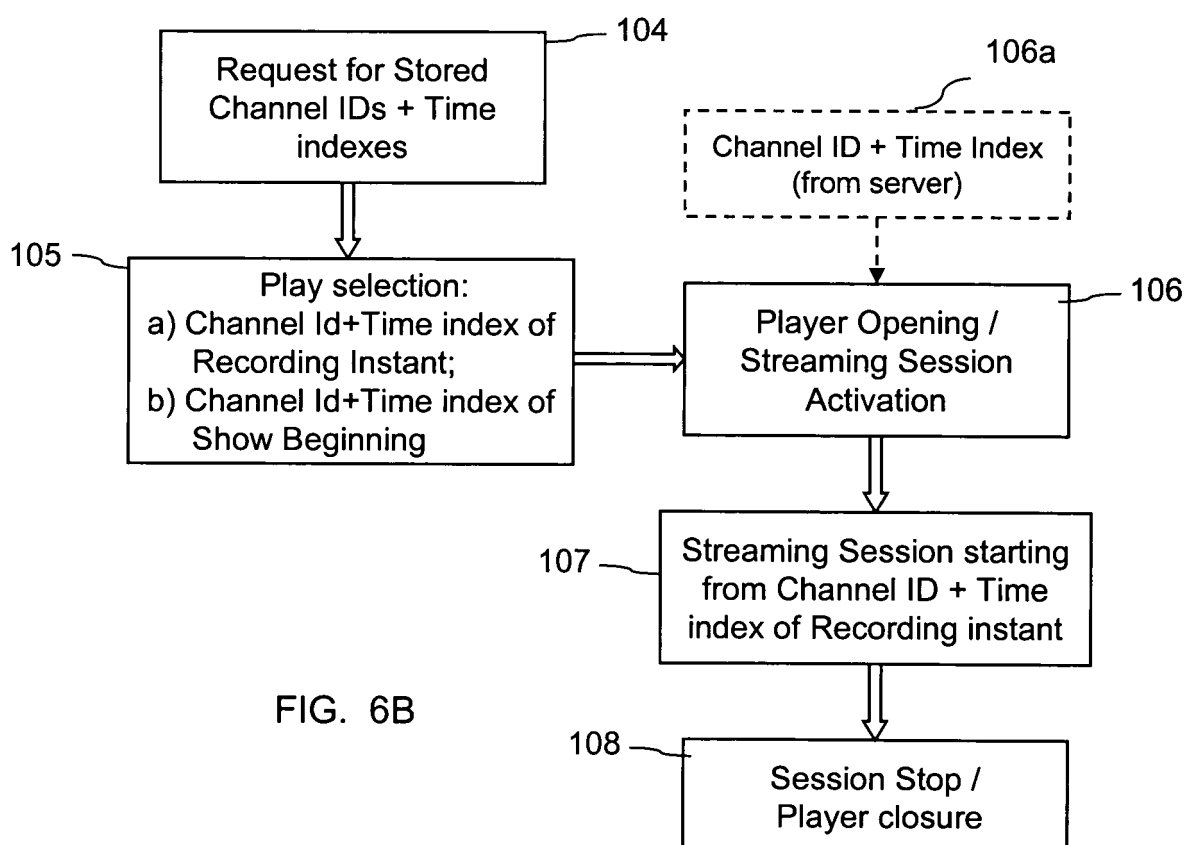 104
Request for Stored
Channel IDs + Time
indexes
106a
Channel ID + Time Index
(from server)
105
Play selection:
a) Channel Id+Time index of
Recording Instant;
b) Channel Id+Time index of
Show Beginning
106
Player Opening /
Streaming Session
Activation
107
Streaming Session starting
from Channel ID + Time
index of Recording instant
FIG. 6B
108
Session Stop /
Player closure